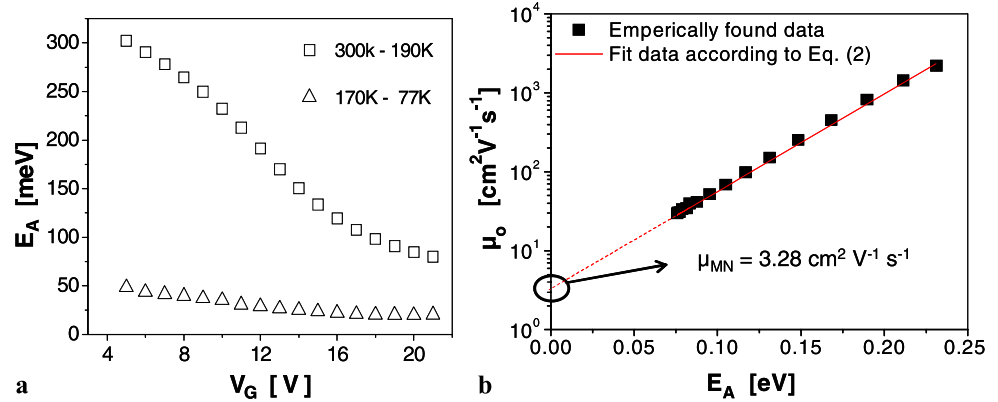 300
250
200
150
100
50
0
E_A [meV]
300k - 190K
170K - 77K
4
8
12
16
20
V_G [V]
a
10^4
10^3
10^2
10^1
10^0
μ_o [cm^2V^-1s^-1]
Emperically found data
Fit data according to Eq. (2)
μ_MN = 3.28 cm^2 V^-1 s^-1
0.00
0.05
0.10
0.15
0.20
0.25
E_A [eV]
b